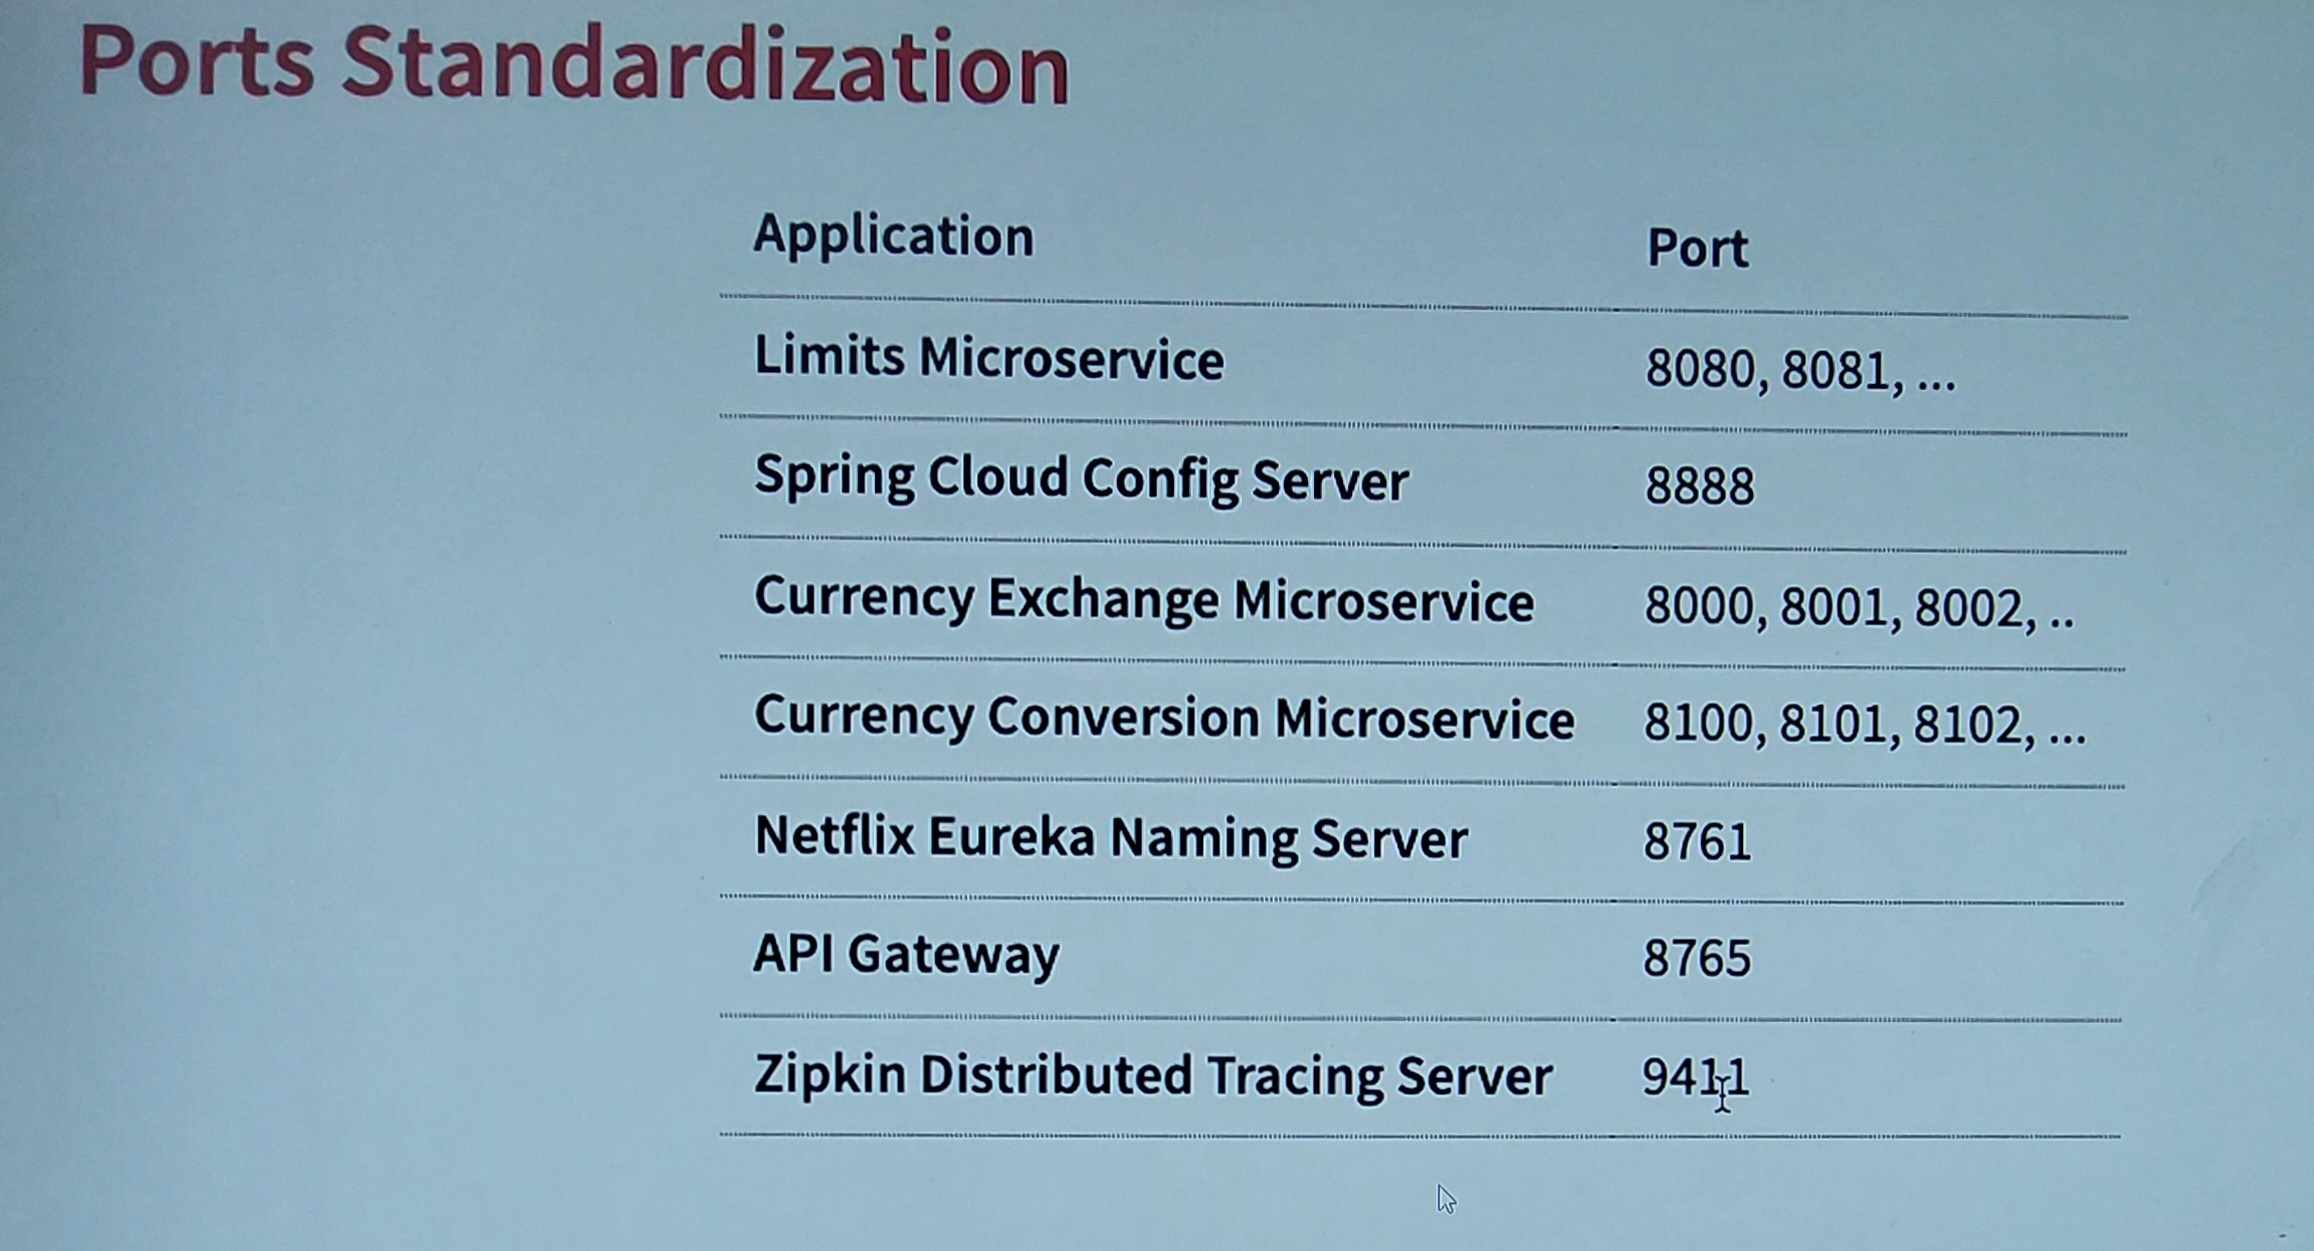 Ports Standardization
Application Port
Limits Microservice 8080, 8081, ...
Spring Cloud Config Server 8888
Currency Exchange Microservice 8000, 8001, 8002, ..
Currency Conversion Microservice 8100, 8101, 8102, ...
Netflix Eureka Naming Server 8761
API Gateway 8765
Zipkin Distributed Tracing Server 9411